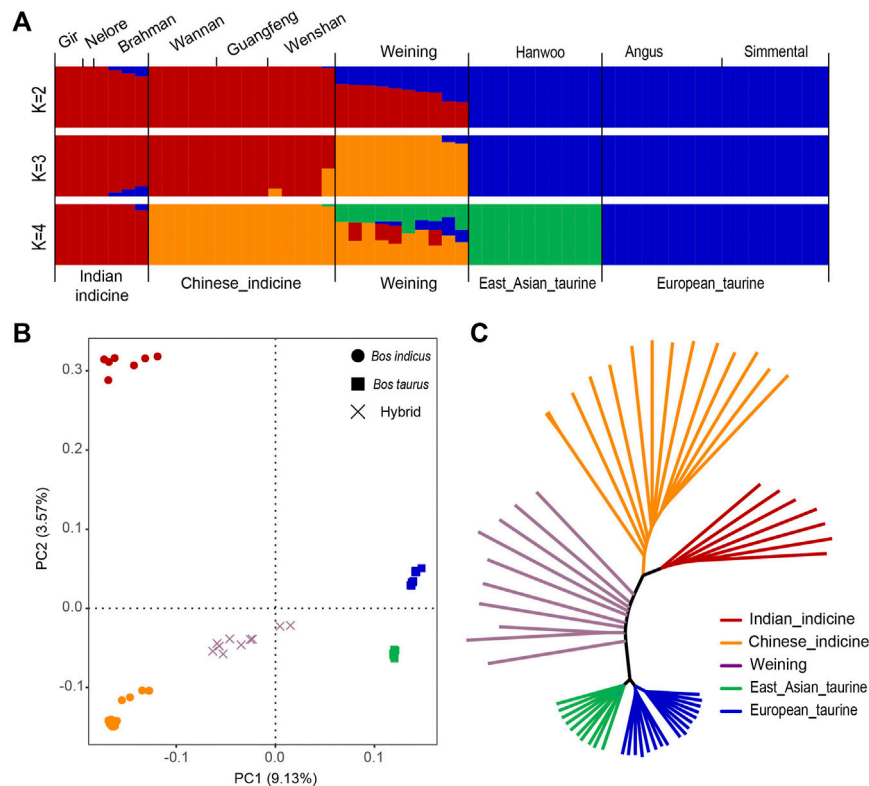 A
Gir Nelore Brahman Wannan Guangfeng Wenshan Weining Hanwoo Angus Simmental
K=2
K=3
K=4
Indian indicine Chinese_indicine Weining East_Asian_taurine European_taurine
B
0.3
0.2
0.1
0.0
-0.1
PC2 (3.57%)
Bos indicus
Bos taurus
Hybrid
-0.1 0.0 0.1
PC1 (9.13%)
C
Indian_indicine
Chinese_indicine
Weining
East_Asian_taurine
European_taurine